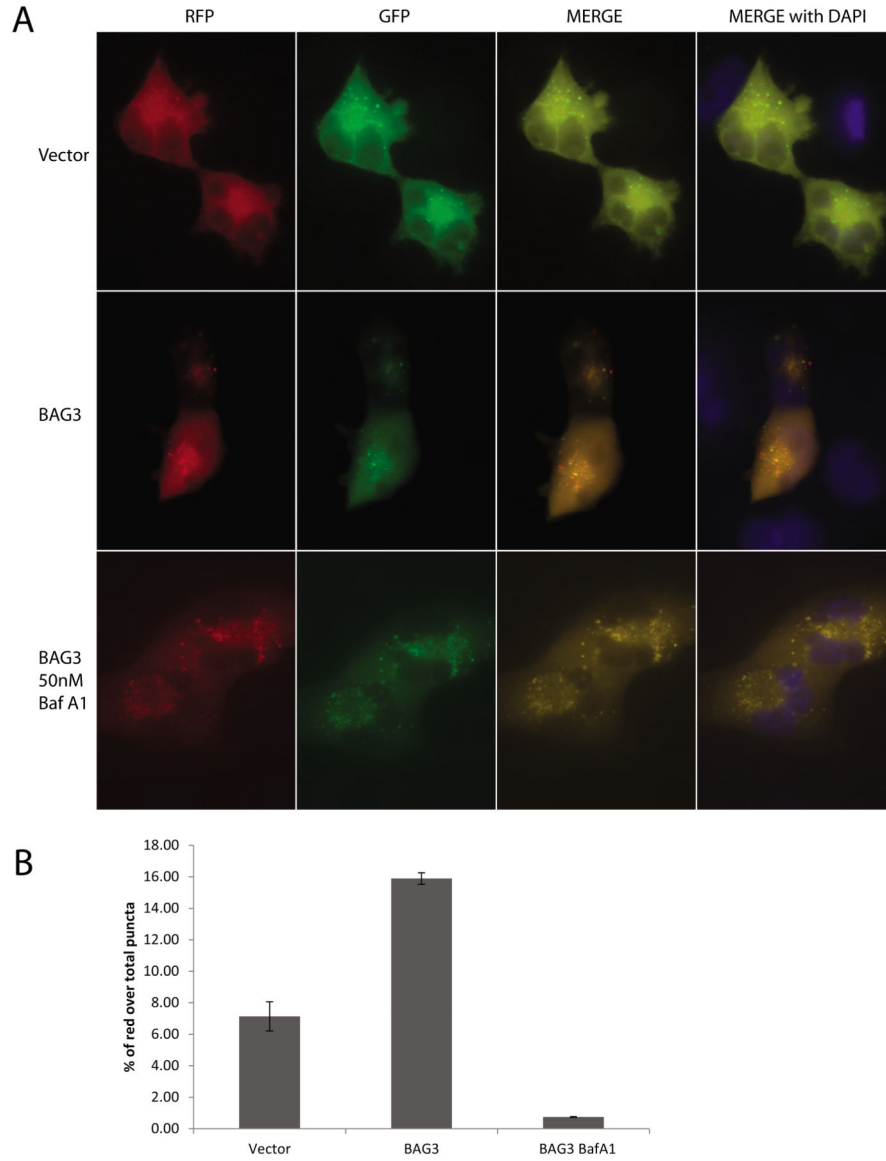 A
RFP GFP MERGE MERGE with DAPI
Vector
BAG3
BAG3
50nM
Baf A1
B
% of red over total puncta
18.00
16.00
14.00
12.00
10.00
8.00
6.00
4.00
2.00
0.00
Vector BAG3 BAG3 BafA1